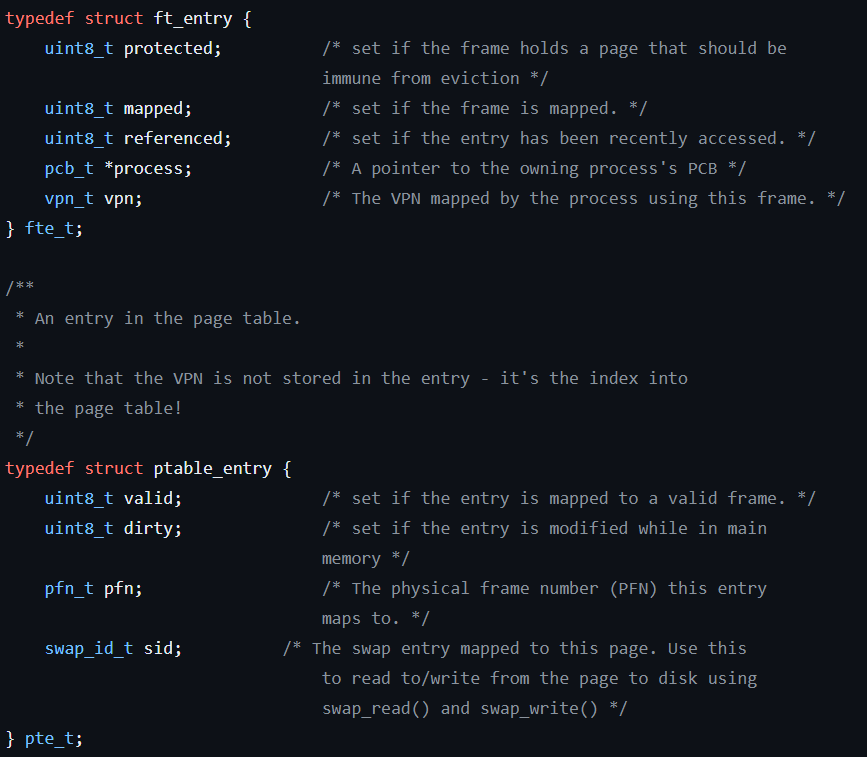 typedef struct ft_entry {
uint8_t protected; /* set if the frame holds a page that should be
immune from eviction */
uint8_t mapped; /* set if the frame is mapped. */
uint8_t referenced; /* set if the entry has been recently accessed. */
pcb_t *process; /* A pointer to the owning process's PCB */
vpn_t vpn; /* The VPN mapped by the process using this frame. */
} fte_t;
/**
* An entry in the page table.
*
* Note that the VPN is not stored in the entry - it's the index into
* the page table!
*/
typedef struct ptable_entry {
uint8_t valid; /* set if the entry is mapped to a valid frame. */
uint8_t dirty; /* set if the entry is modified while in main
memory */
pfn_t pfn; /* The physical frame number (PFN) this entry
maps to. */
swap_id_t sid; /* The swap entry mapped to this page. Use this
to read to/write from the page to disk using
swap_read() and swap_write() */
} pte_t;